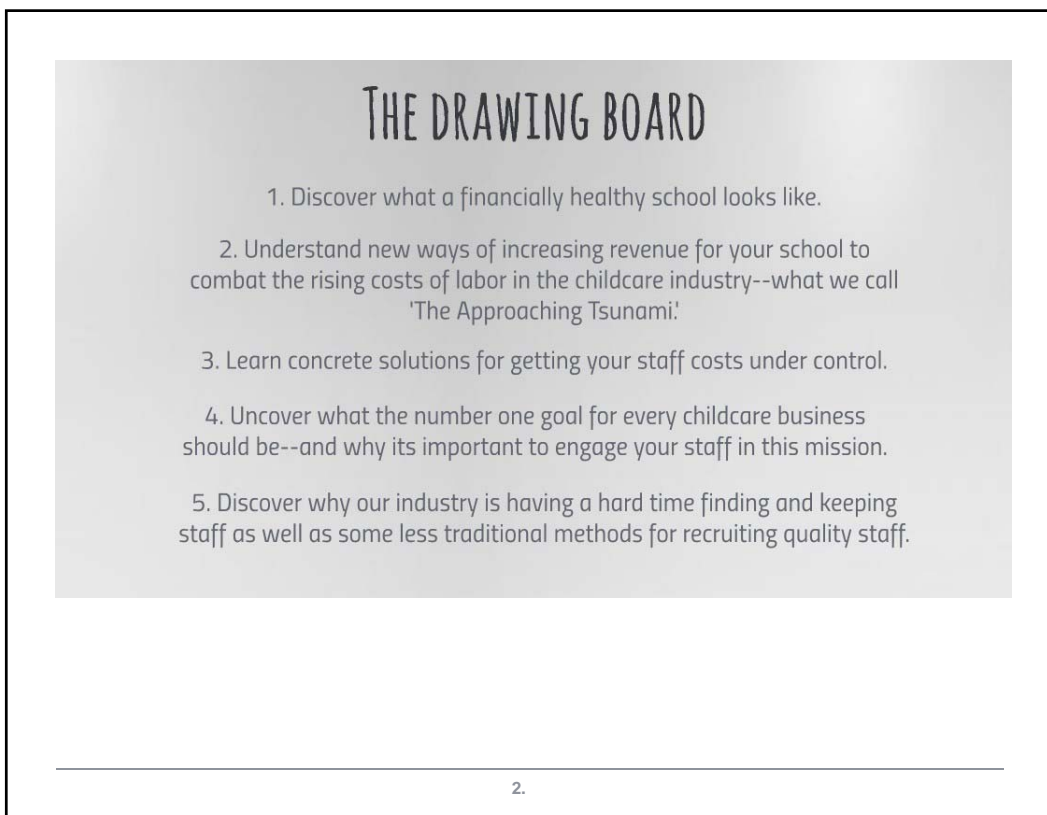 THE DRAWING BOARD
1. Discover what a financially healthy school looks like.
2. Understand new ways of increasing revenue for your school to
combat the rising costs of labor in the childcare industry--what we call
'The Approaching Tsunami.'
3. Learn concrete solutions for getting your staff costs under control.
4. Uncover what the number one goal for every childcare business
should be--and why its important to engage your staff in this mission.
5. Discover why our industry is having a hard time finding and keeping
staff as well as some less traditional methods for recruiting quality staff.
2.